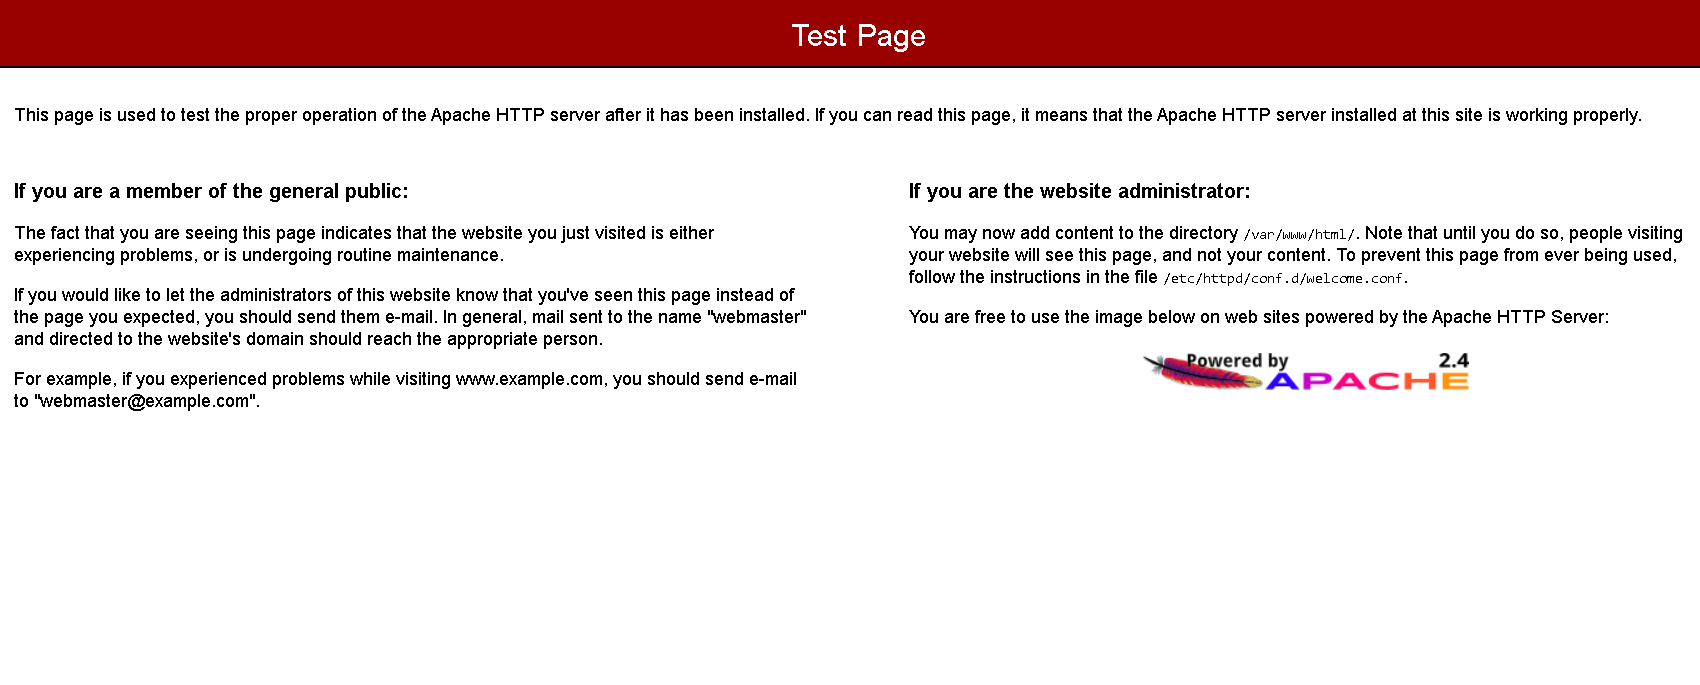 Test Page
This page is used to test the proper operation of the Apache HTTP server after it has been installed. If you can read this page, it means that the Apache HTTP server installed at this site is working properly.
If you are a member of the general public:
The fact that you are seeing this page indicates that the website you just visited is either
experiencing problems, or is undergoing routine maintenance.
If you would like to let the administrators of this website know that you've seen this page instead of
the page you expected, you should send them e-mail. In general, mail sent to the name "webmaster"
and directed to the website's domain should reach the appropriate person.
For example, if you experienced problems while visiting www.example.com, you should send e-mail
to "webmaster@example.com".
If you are the website administrator:
You may now add content to the directory /var/www/html/. Note that until you do so, people visiting
your website will see this page, and not your content. To prevent this page from ever being used,
follow the instructions in the file /etc/httpd/conf.d/welcome.conf.
You are free to use the image below on web sites powered by the Apache HTTP Server:
Powered by 2.4
APACHE